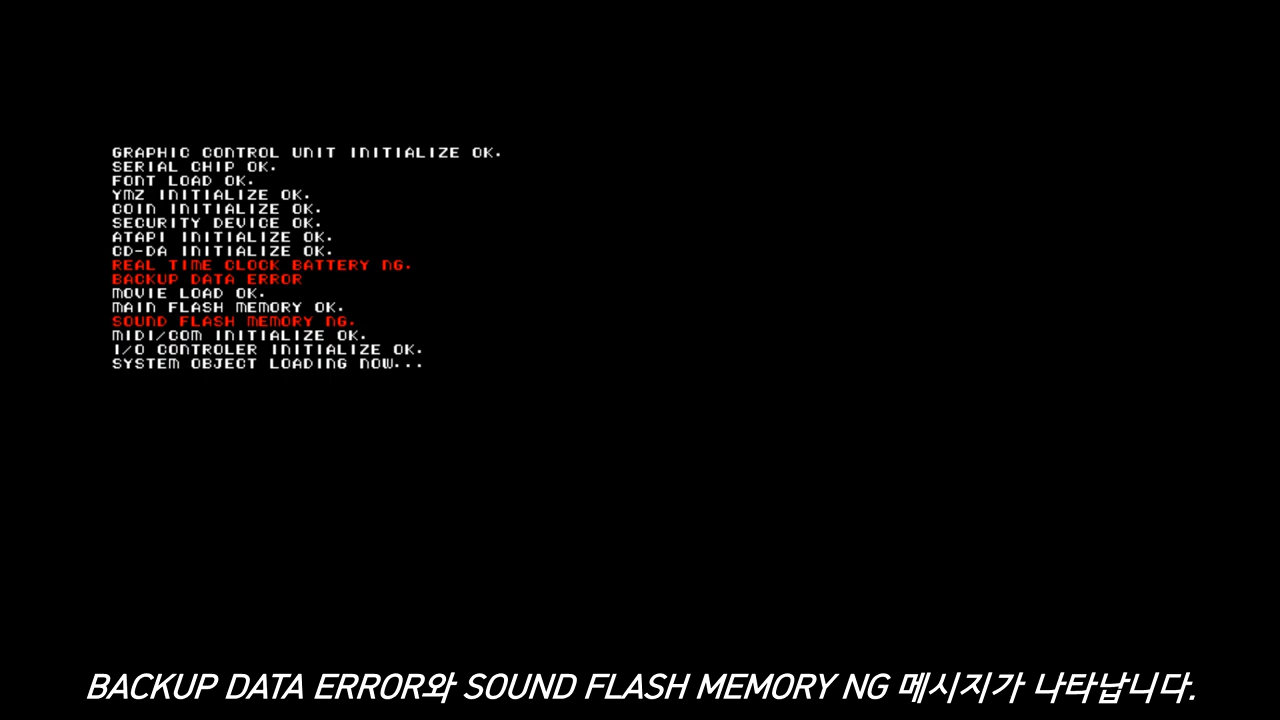 GRAPHIC CONTROL UNIT INITIALIZE OK.
SERIAL CHIP OK.
FONT LOAD OK.
YMZ INITIALIZE OK.
COIN INITIALIZE OK.
SECURITY DEVICE OK.
ATAPI INITIALIZE OK.
CD-DA INITIALIZE OK.
REAL TIME CLOCK BATTERY NG.
BACKUP DATA ERROR
MOVIE LOAD OK.
MAIN FLASH MEMORY OK.
SOUND FLASH MEMORY NG.
MIDI/COM INITIALIZE OK.
I/O CONTROLER INITIALIZE OK.
SYSTEM OBJECT LOADING NOW...
BACKUP DATA ERROR와 SOUND FLASH MEMORY NG 메시지가 나타납니다.